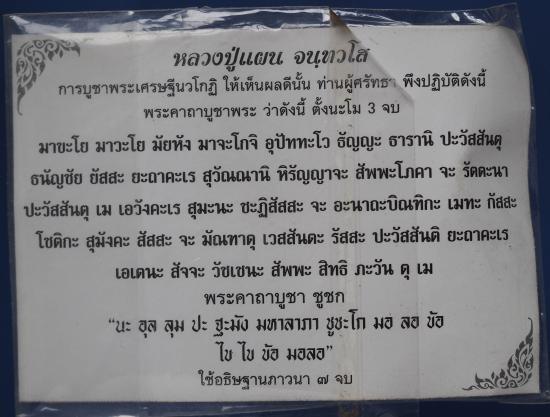 หลวงปู่แผน จนฺทวโส
การบูชาพระเศรษฐีนวโกฏิ ให้เห็นผลดีนั้น ท่านผู้ศรัทธา พึงปฏิบัติดังนี้
พระคาถาบูชาพระ ว่าดังนี้ ตั้งนะโม 3 จบ
มาขะโย มาวะโย มัยหัง มาจะโกจิ อุปัททะโว ธัญญะ ธารานิ ปะวัสสันตุ
ธนัญชัย ยัสสะ ยะถาคะเร สุวัณณานิ หิรัญญาจะ สัพพะโภคา จะ รัตตะนา
ปะวัสสันตุ เม เอวังคะเร สุมะนะ ชะฏิสัสสะ จะ อะนาถะบิณฑิกะ เมทะ กัสสะ
โชติกะ สุมังคะ สัสสะ จะ มัณฑาตุ เวสสันตะ รัสสะ ปะวัสสันติ ยะถาคะเร
เอเตนะ สัจจะ วัชเชนะ สัพพะ สิทธิ ภะวัน ตุ เม
พระคาถาบูชา ชูชก
“นะ อุล ลุม ปะ ฐะมัง มหาลาภา ชูชะโก มอ ลอ ข้อ
ไข ไข ข้อ มอลอ”
ใช้อธิษฐานภาวนา ๗ จบ